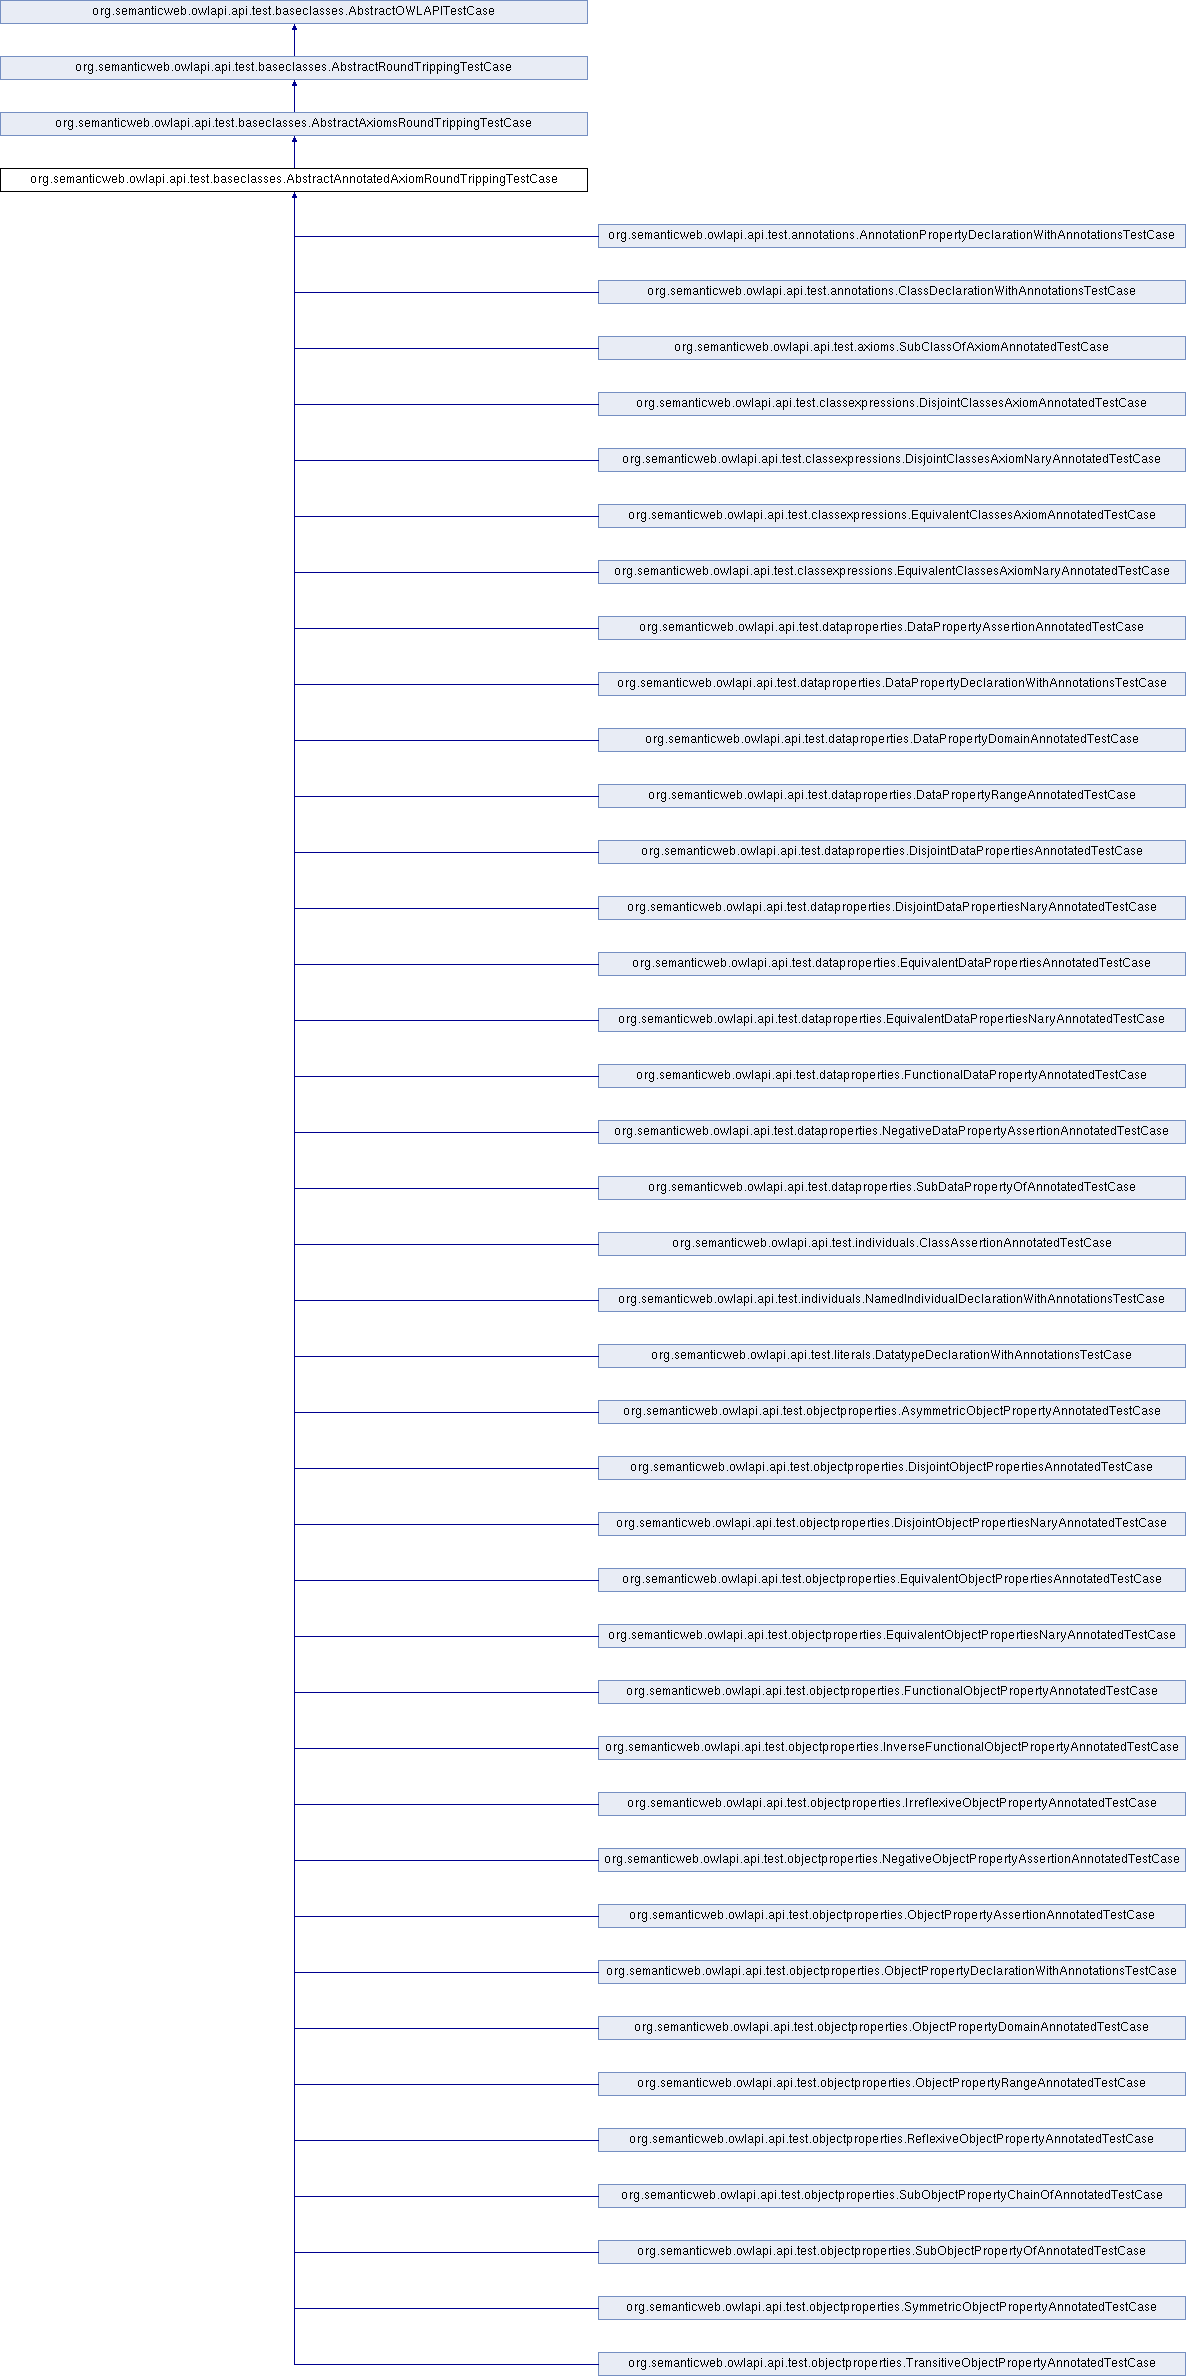 org.semanticweb.owlapi.api.test.baseclasses.AbstractOWLAPITestCase
org.semanticweb.owlapi.api.test.baseclasses.AbstractRoundTrippingTestCase
org.semanticweb.owlapi.api.test.baseclasses.AbstractAxiomsRoundTrippingTestCase
org.semanticweb.owlapi.api.test.baseclasses.AbstractAnnotatedAxiomRoundTrippingTestCase
org.semanticweb.owlapi.api.test.annotations.AnnotationPropertyDeclarationWithAnnotationsTestCase
org.semanticweb.owlapi.api.test.annotations.ClassDeclarationWithAnnotationsTestCase
org.semanticweb.owlapi.api.test.axioms.SubClassOfAxiomAnnotatedTestCase
org.semanticweb.owlapi.api.test.classexpressions.DisjointClassesAxiomAnnotatedTestCase
org.semanticweb.owlapi.api.test.classexpressions.DisjointClassesAxiomNaryAnnotatedTestCase
org.semanticweb.owlapi.api.test.classexpressions.EquivalentClassesAxiomAnnotatedTestCase
org.semanticweb.owlapi.api.test.classexpressions.EquivalentClassesAxiomNaryAnnotatedTestCase
org.semanticweb.owlapi.api.test.dataproperties.DataPropertyAssertionAnnotatedTestCase
org.semanticweb.owlapi.api.test.dataproperties.DataPropertyDeclarationWithAnnotationsTestCase
org.semanticweb.owlapi.api.test.dataproperties.DataPropertyDomainAnnotatedTestCase
org.semanticweb.owlapi.api.test.dataproperties.DataPropertyRangeAnnotatedTestCase
org.semanticweb.owlapi.api.test.dataproperties.DisjointDataPropertiesAnnotatedTestCase
org.semanticweb.owlapi.api.test.dataproperties.DisjointDataPropertiesNaryAnnotatedTestCase
org.semanticweb.owlapi.api.test.dataproperties.EquivalentDataPropertiesAnnotatedTestCase
org.semanticweb.owlapi.api.test.dataproperties.EquivalentDataPropertiesNaryAnnotatedTestCase
org.semanticweb.owlapi.api.test.dataproperties.FunctionalDataPropertyAnnotatedTestCase
org.semanticweb.owlapi.api.test.dataproperties.NegativeDataPropertyAssertionAnnotatedTestCase
org.semanticweb.owlapi.api.test.dataproperties.SubDataPropertyOfAnnotatedTestCase
org.semanticweb.owlapi.api.test.individuals.ClassAssertionAnnotatedTestCase
org.semanticweb.owlapi.api.test.individuals.NamedIndividualDeclarationWithAnnotationsTestCase
org.semanticweb.owlapi.api.test.literals.DatatypeDeclarationWithAnnotationsTestCase
org.semanticweb.owlapi.api.test.objectproperties.AsymmetricObjectPropertyAnnotatedTestCase
org.semanticweb.owlapi.api.test.objectproperties.DisjointObjectPropertiesAnnotatedTestCase
org.semanticweb.owlapi.api.test.objectproperties.DisjointObjectPropertiesNaryAnnotatedTestCase
org.semanticweb.owlapi.api.test.objectproperties.EquivalentObjectPropertiesAnnotatedTestCase
org.semanticweb.owlapi.api.test.objectproperties.EquivalentObjectPropertiesNaryAnnotatedTestCase
org.semanticweb.owlapi.api.test.objectproperties.FunctionalObjectPropertyAnnotatedTestCase
org.semanticweb.owlapi.api.test.objectproperties.InverseFunctionalObjectPropertyAnnotatedTestCase
org.semanticweb.owlapi.api.test.objectproperties.IrreflexiveObjectPropertyAnnotatedTestCase
org.semanticweb.owlapi.api.test.objectproperties.NegativeObjectPropertyAssertionAnnotatedTestCase
org.semanticweb.owlapi.api.test.objectproperties.ObjectPropertyAssertionAnnotatedTestCase
org.semanticweb.owlapi.api.test.objectproperties.ObjectPropertyDeclarationWithAnnotationsTestCase
org.semanticweb.owlapi.api.test.objectproperties.ObjectPropertyDomainAnnotatedTestCase
org.semanticweb.owlapi.api.test.objectproperties.ObjectPropertyRangeAnnotatedTestCase
org.semanticweb.owlapi.api.test.objectproperties.ReflexiveObjectPropertyAnnotatedTestCase
org.semanticweb.owlapi.api.test.objectproperties.SubObjectPropertyChainOfAnnotatedTestCase
org.semanticweb.owlapi.api.test.objectproperties.SubObjectPropertyOfAnnotatedTestCase
org.semanticweb.owlapi.api.test.objectproperties.SymmetricObjectPropertyAnnotatedTestCase
org.semanticweb.owlapi.api.test.objectproperties.TransitiveObjectPropertyAnnotatedTestCase